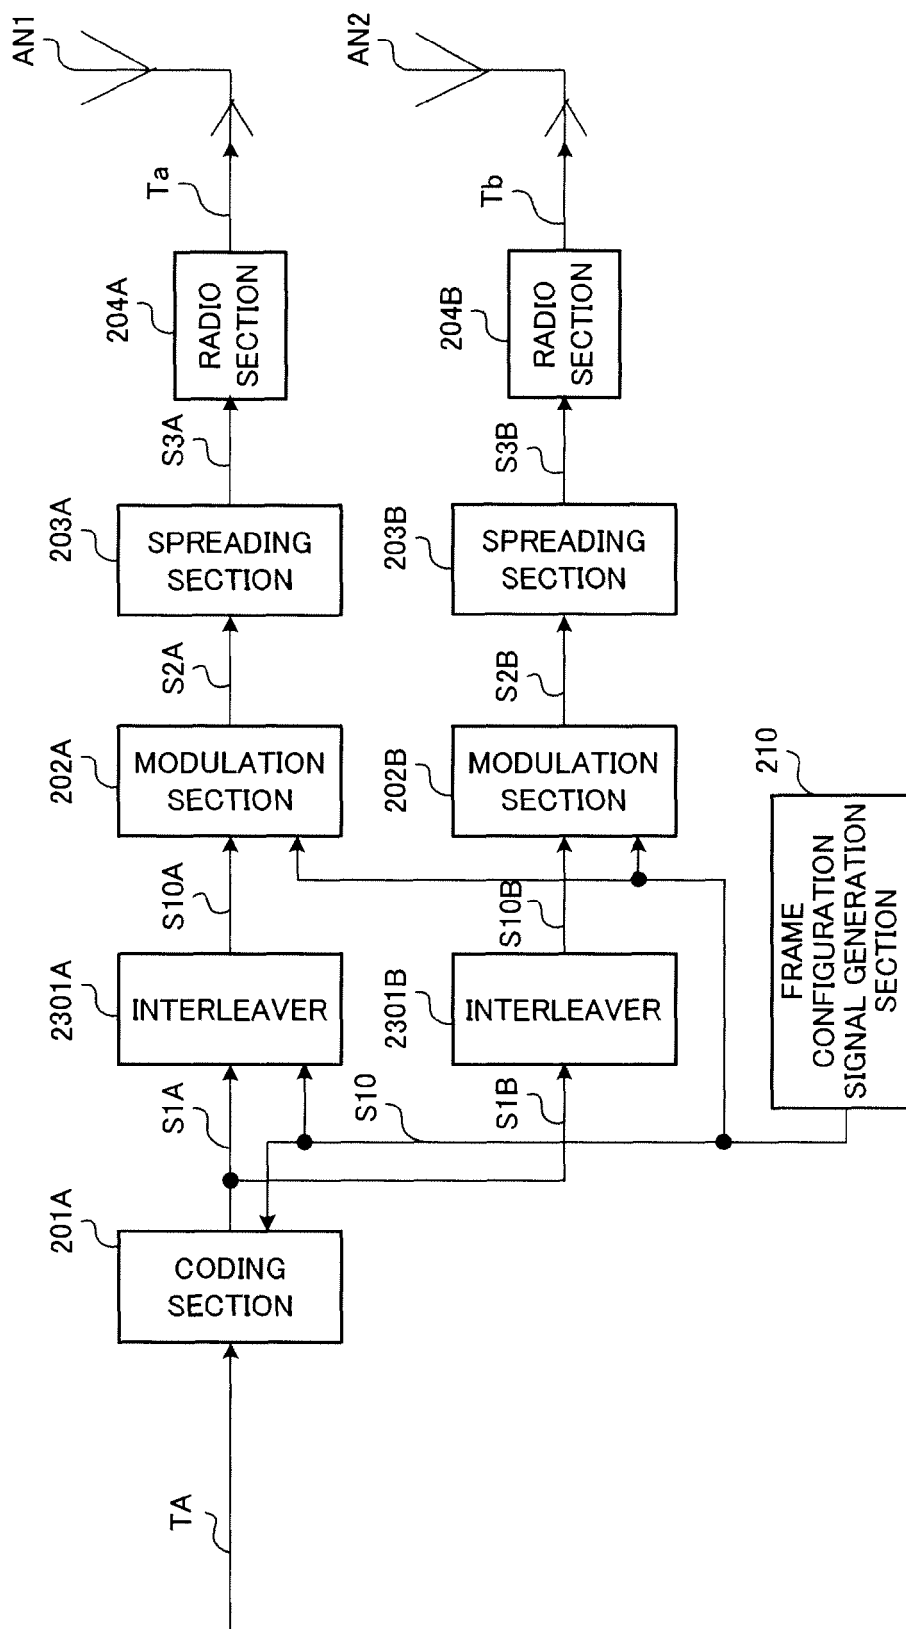 TA
201A
CODING
SECTION
S1A
2301A
INTERLEAVER
S10A
202A
MODULATION
SECTION
S2A
203A
SPREADING
SECTION
S3A
204A
RADIO
SECTION
Ta
AN1
S10
S1B
2301B
INTERLEAVER
S10B
202B
MODULATION
SECTION
S2B
203B
SPREADING
SECTION
S3B
204B
RADIO
SECTION
Tb
AN2
210
FRAME
CONFIGURATION
SIGNAL GENERATION
SECTION